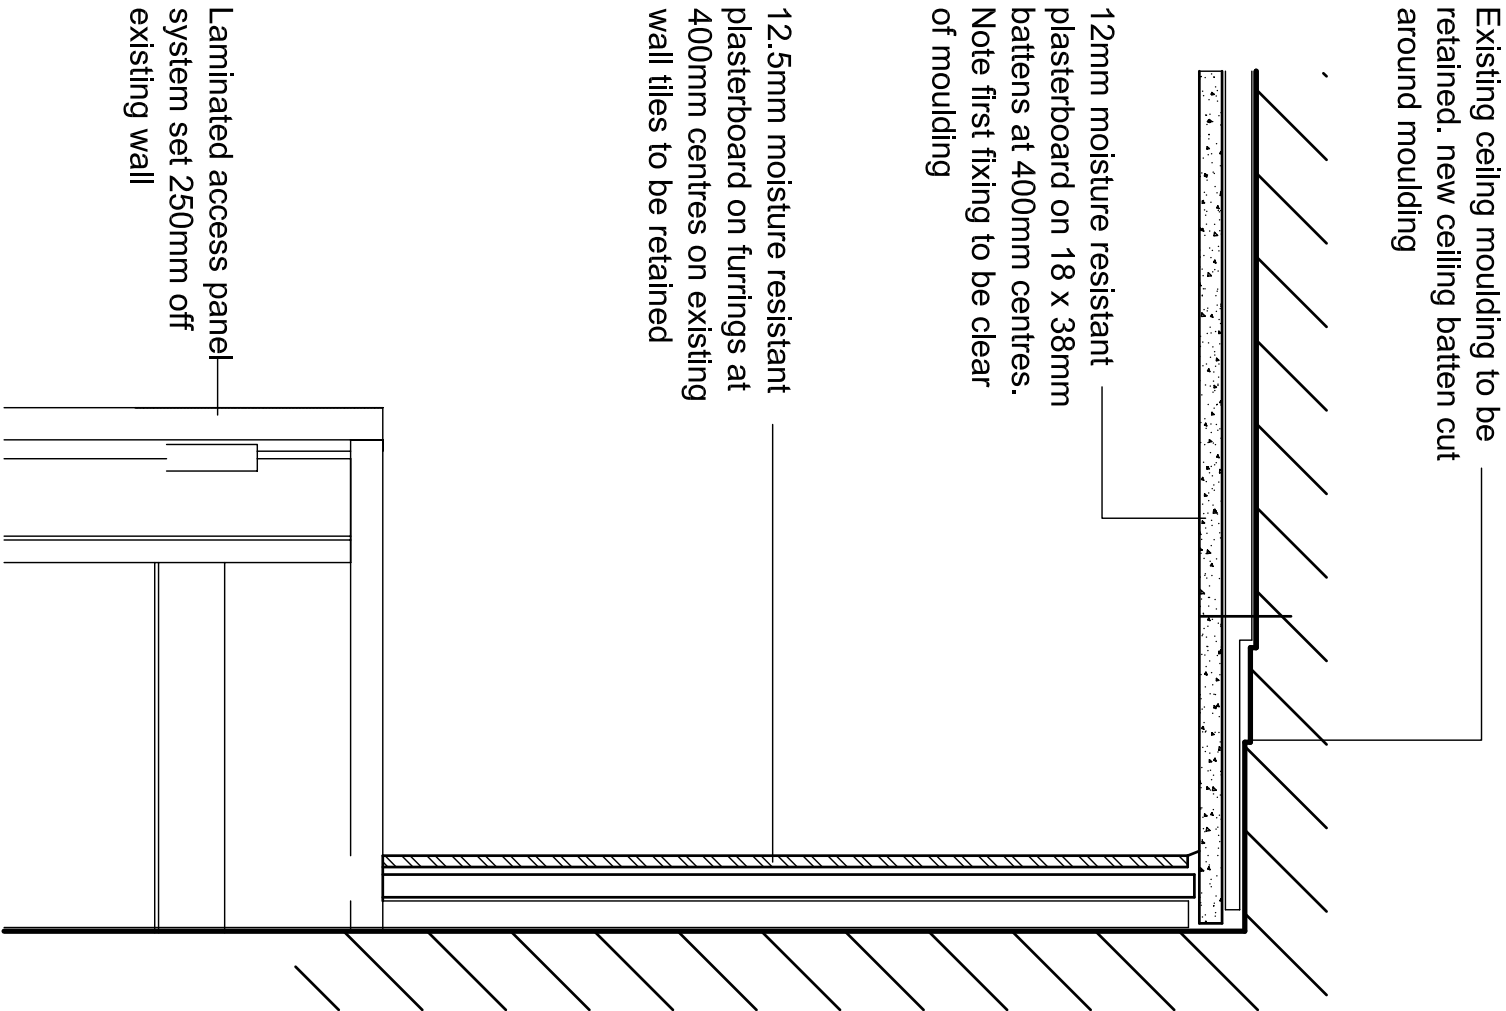 Existing ceilng moulding to be
retained. new ceiling batten cut
around moulding
12mm moisture resistant
plasterboard on 18 x 38mm
battens at 400mm centres.
Note first fixing to be clear
of moulding
12.5mm moisture resistant
plasterboard on furrings at
400mm centres on existing
wall tiles to be retained
Laminated access panel
system set 250mm off
existing wall